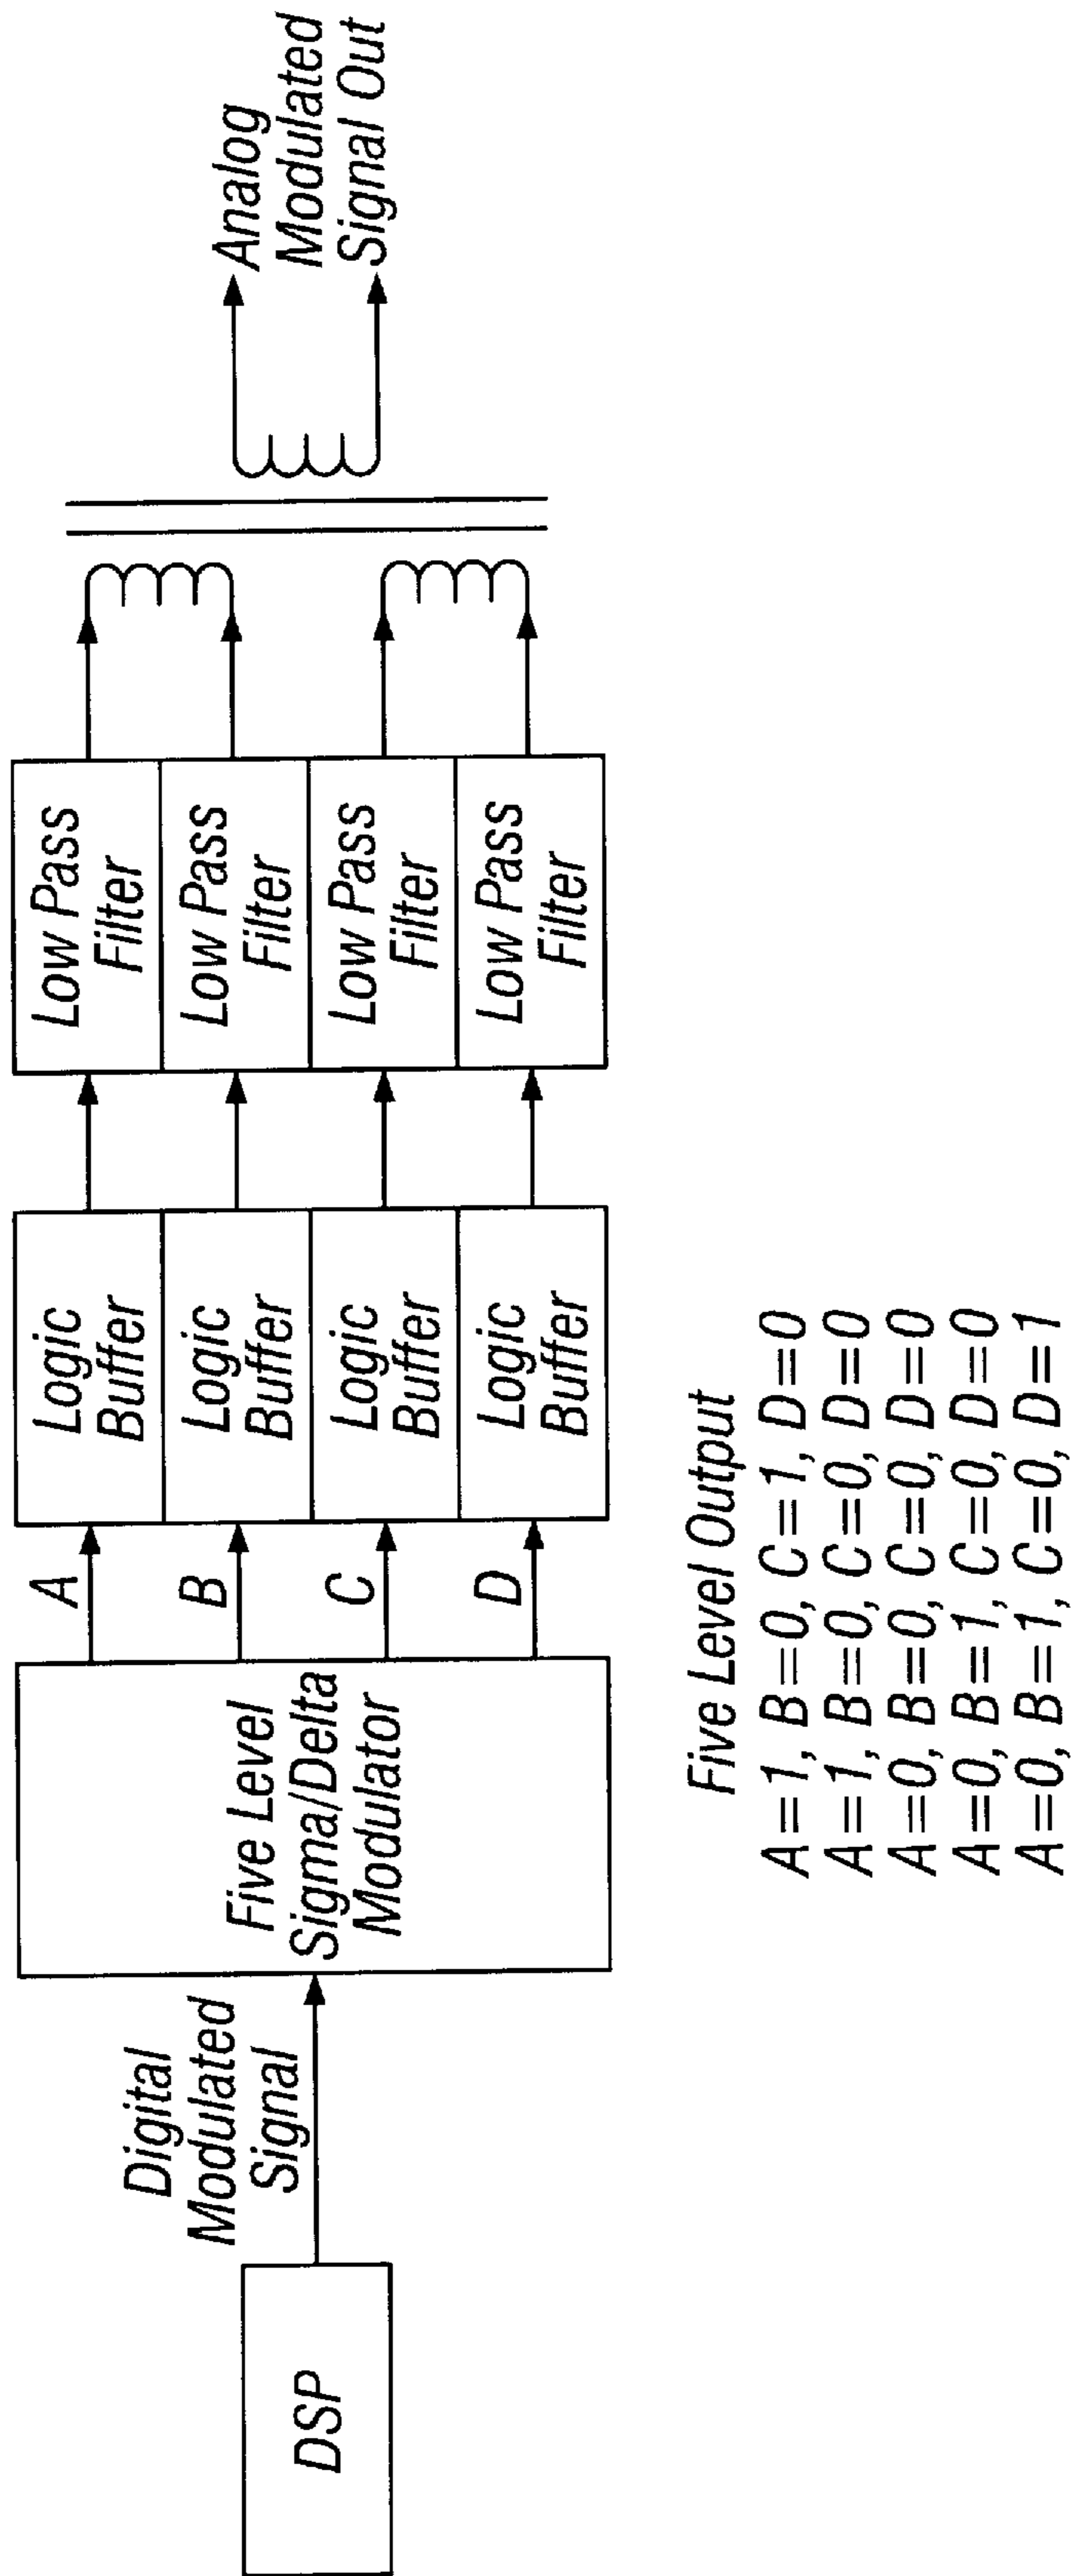 DSP
Digital
Modulated
Signal
Five Level
Sigma/Delta
Modulator
A
B
C
D
Logic
Buffer
Logic
Buffer
Logic
Buffer
Logic
Buffer
Low Pass
Filter
Low Pass
Filter
Low Pass
Filter
Low Pass
Filter
Analog
Modulated
Signal Out
Five Level Output
A=1, B=0, C=1, D=0
A=1, B=0, C=0, D=0
A=0, B=0, C=0, D=0
A=0, B=1, C=0, D=0
A=0, B=1, C=0, D=1